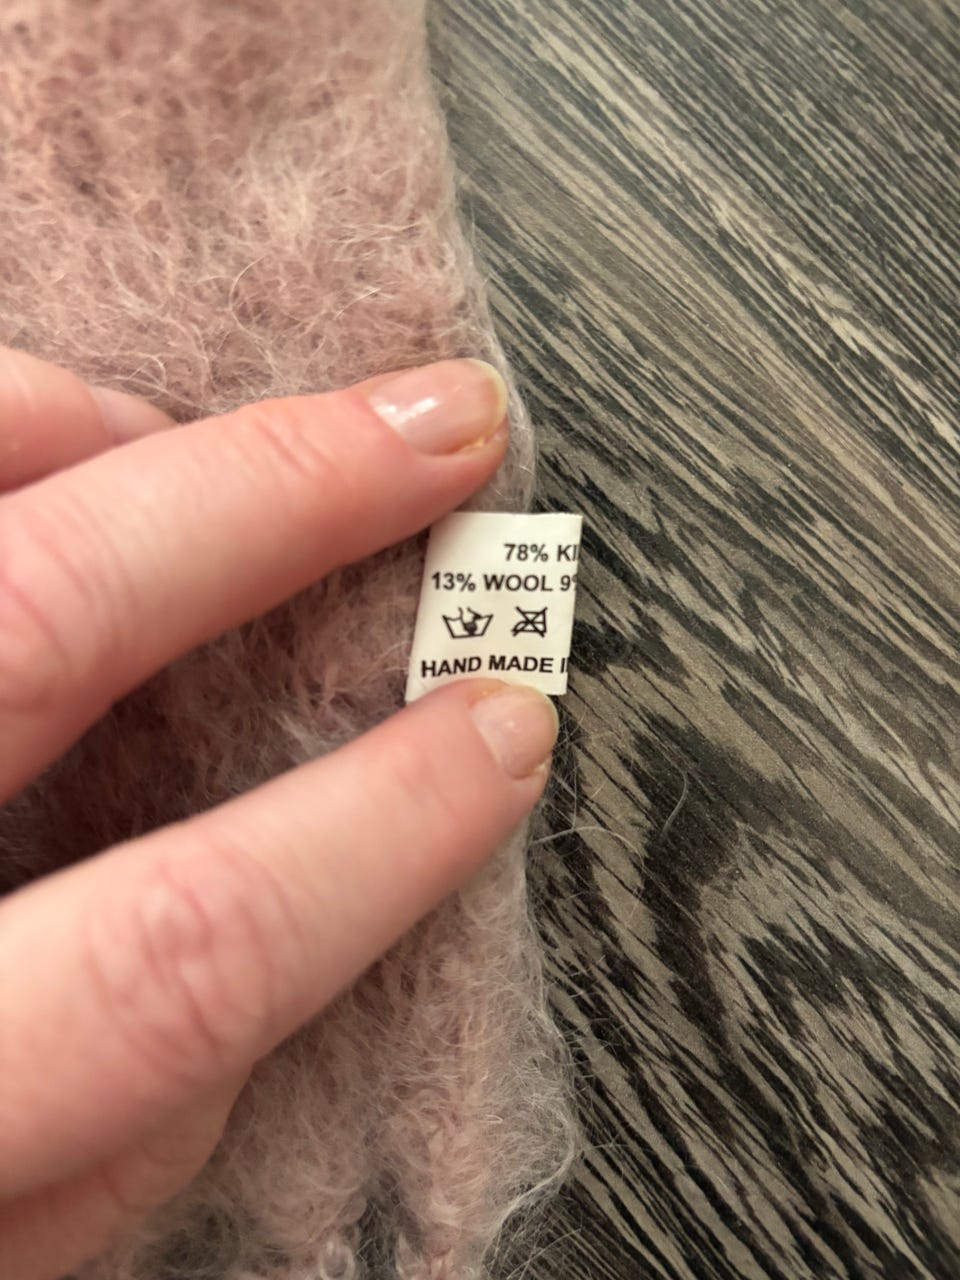 78% KI
13% WOOL 9%
HAND MADE I